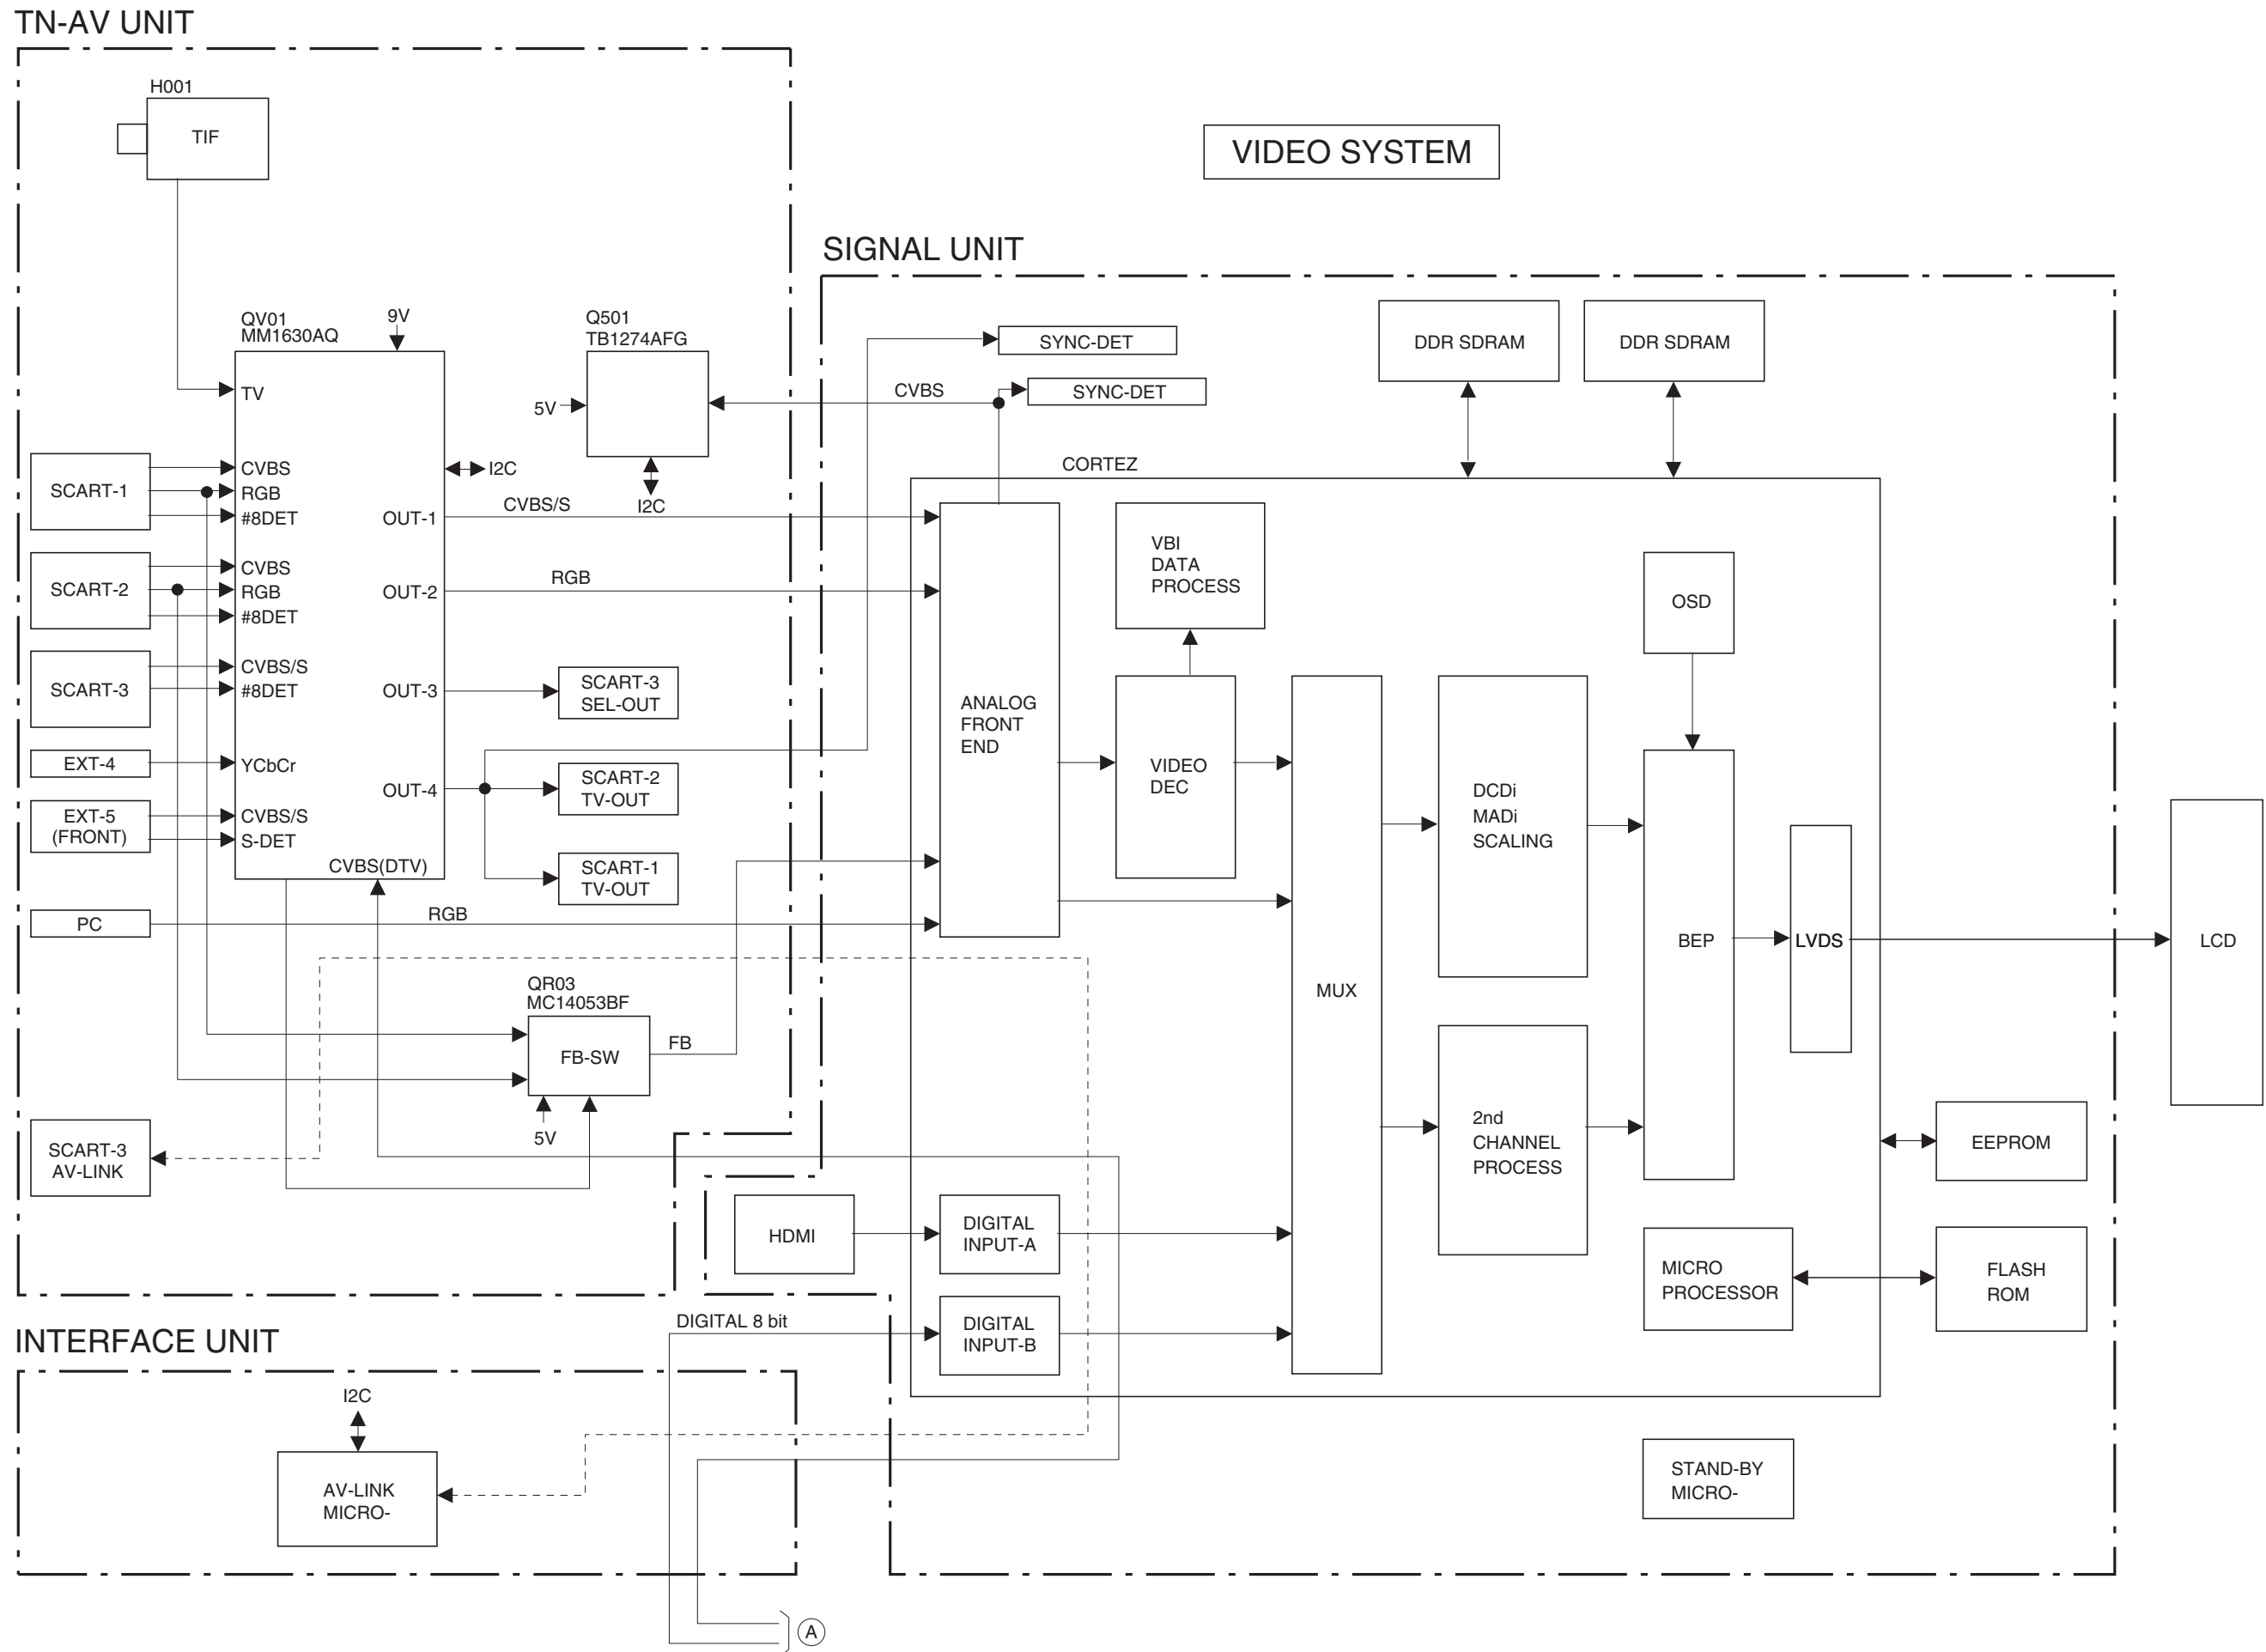 TN-AV UNIT
H001
TIF
VIDEO SYSTEM
SIGNAL UNIT
QV01
MM1630AQ
9V
Q501
TB1274AFG
5V
I2C
TV
CVBS
RGB
#8DET
CVBS
RGB
#8DET
CVBS/S
#8DET
YCbCr
CVBS/S
S-DET
CVBS(DTV)
I2C
OUT-1
OUT-2
OUT-3
OUT-4
SCART-1
SCART-2
SCART-3
EXT-4
EXT-5
(FRONT)
PC
CVBS/S
RGB
SCART-3
SEL-OUT
SCART-2
TV-OUT
SCART-1
TV-OUT
RGB
QR03
MC14053BF
FB-SW
FB
5V
SCART-3
AV-LINK
SYNC-DET
SYNC-DET
CVBS
DDR SDRAM
DDR SDRAM
CORTEZ
ANALOG
FRONT
END
VBI
DATA
PROCESS
VIDEO
DEC
MUX
DCDi
MADi
SCALING
2nd
CHANNEL
PROCESS
OSD
BEP
LVDS
LCD
HDMI
DIGITAL
INPUT-A
DIGITAL 8 bit
DIGITAL
INPUT-B
MICRO
PROCESSOR
EEPROM
FLASH
ROM
STAND-BY
MICRO-
INTERFACE UNIT
I2C
AV-LINK
MICRO-
A